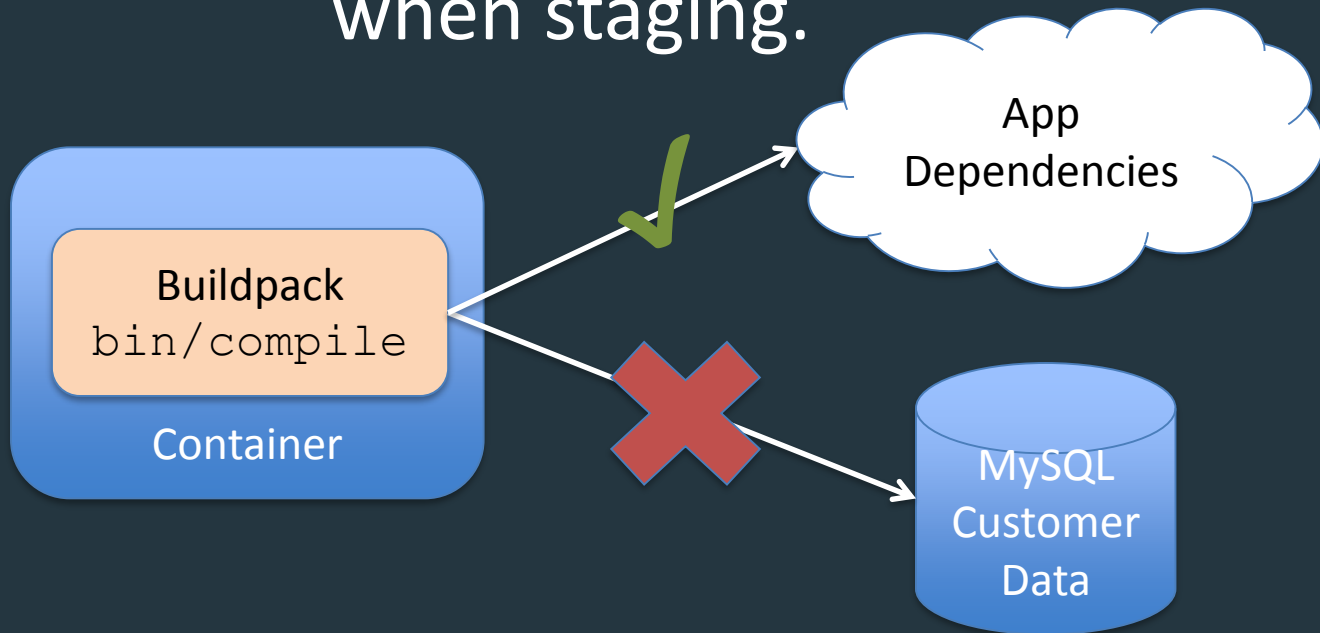 when staging.
App
Dependencies
Buildpack
bin/compile
Container
MySQL
Customer
Data